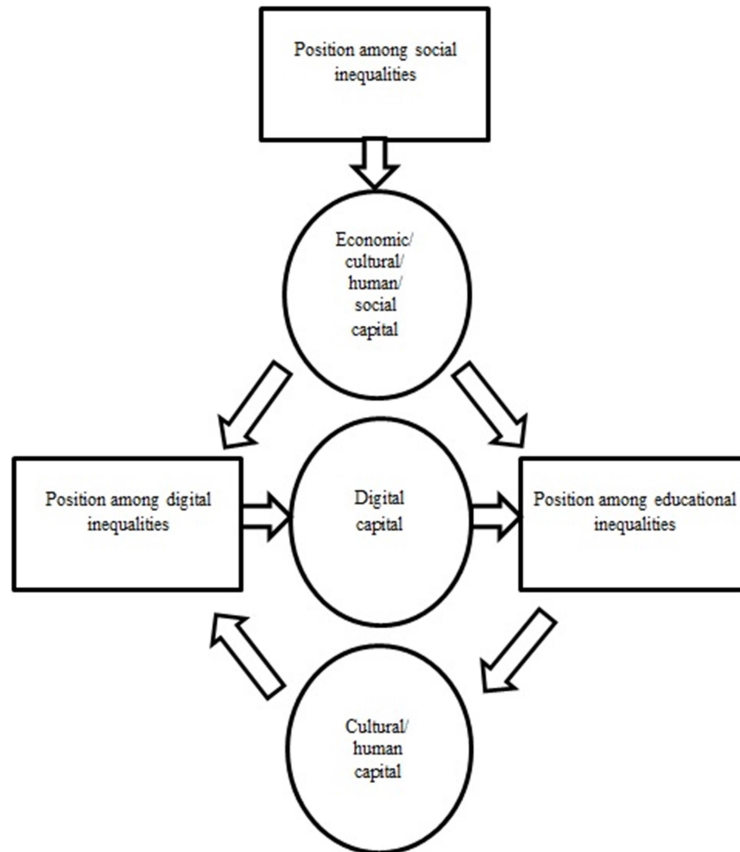 Position among social
inequalities
Economic/
cultural/
human/
social
capital
Position among digital
inequalities
Digital
capital
Position among educational
inequalities
Cultural/
human
capital